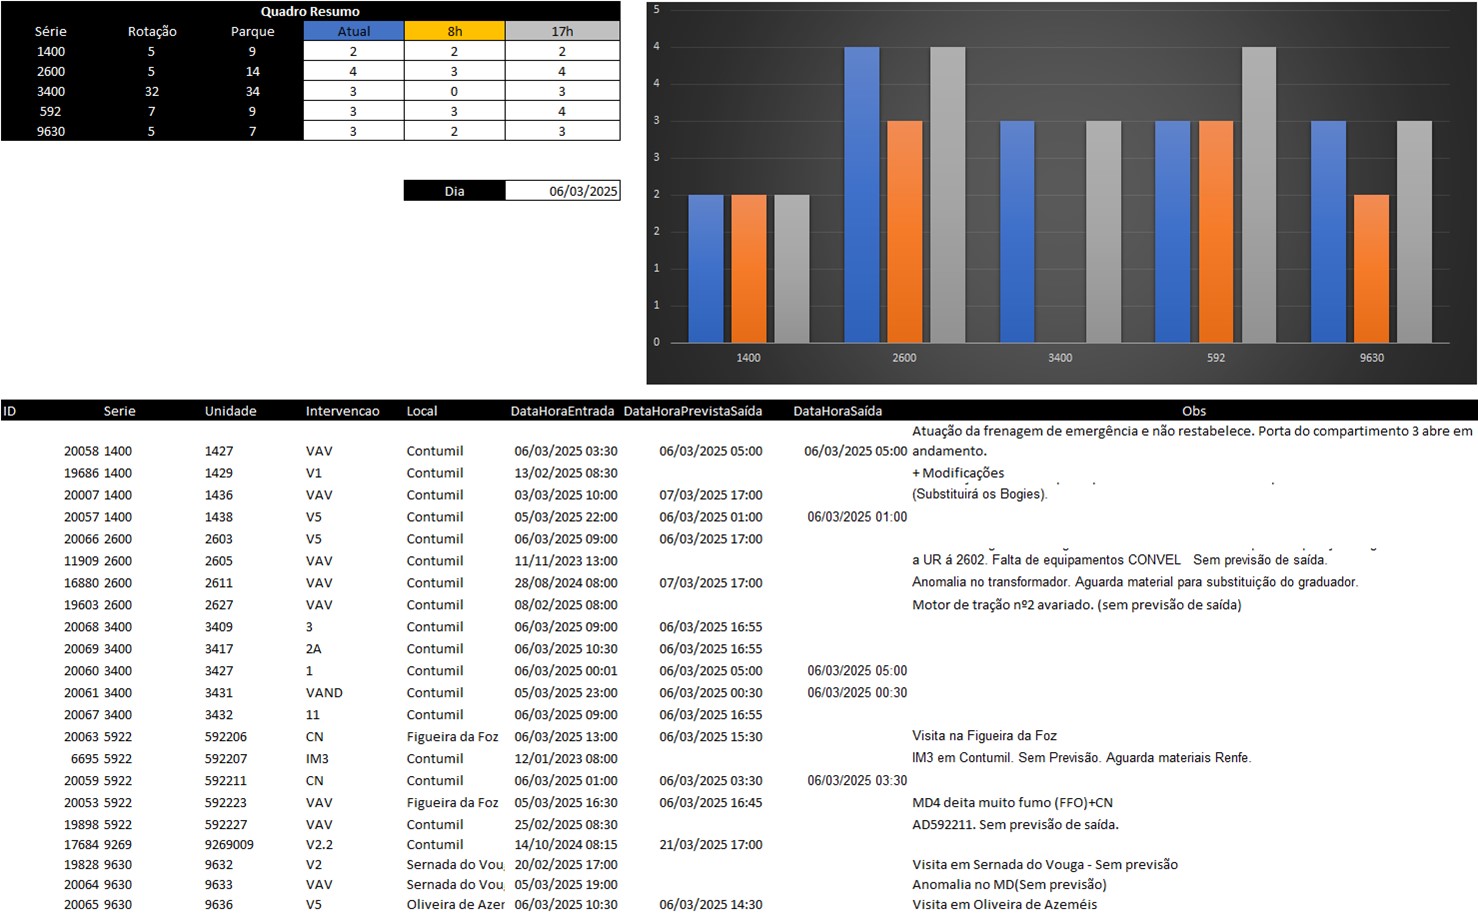 Quadro Resumo
Série Rotação Parque Atual 8h 17h
1400 5 9 2 2 2
2600 5 14 4 3 4
3400 32 34 3 0 3
592 7 9 3 3 4
9630 5 7 3 2 3
Dia 06/03/2025
5
4
4
3
3
2
2
1
1
0
1400 2600 3400 592 9630
ID Serie Unidade Intervencao Local DataHoraEntrada DataHoraPrevistaSaída DataHoraSaída Obs
Atuação da frenagem de emergência e não restabelece. Porta do compartimento 3 abre em
20058 1400 1427 VAV Contumil 06/03/2025 03:30 06/03/2025 05:00 06/03/2025 05:00 andamento.
19686 1400 1429 V1 Contumil 13/02/2025 08:30 + Modificações
20007 1400 1436 VAV Contumil 03/03/2025 10:00 07/03/2025 17:00 (Substituirá os Bogies).
20057 1400 1438 V5 Contumil 05/03/2025 22:00 06/03/2025 01:00 06/03/2025 01:00
20066 2600 2603 V5 Contumil 06/03/2025 09:00 06/03/2025 17:00
11909 2600 2605 VAV Contumil 11/11/2023 13:00 a UR á 2602. Falta de equipamentos CONVEL Sem previsão de saída.
16880 2600 2611 VAV Contumil 28/08/2024 08:00 07/03/2025 17:00 Anomalia no transformador. Aguarda material para substituição do graduador.
19603 2600 2627 VAV Contumil 08/02/2025 08:00 Motor de tração nº2 avariado. (sem previsão de saída)
20068 3400 3409 3 Contumil 06/03/2025 09:00 06/03/2025 16:55
20069 3400 3417 2A Contumil 06/03/2025 10:30 06/03/2025 16:55
20060 3400 3427 1 Contumil 06/03/2025 00:01 06/03/2025 05:00 06/03/2025 05:00
20061 3400 3431 VAND Contumil 05/03/2025 23:00 06/03/2025 00:30 06/03/2025 00:30
20067 3400 3432 11 Contumil 06/03/2025 09:00 06/03/2025 16:55
20063 5922 592206 CN Figueira da Foz 06/03/2025 13:00 06/03/2025 15:30 Visita na Figueira da Foz
6695 5922 592207 IM3 Contumil 12/01/2023 08:00 IM3 em Contumil. Sem Previsão. Aguarda materiais Renfe.
20059 5922 592211 CN Contumil 06/03/2025 01:00 06/03/2025 03:30 06/03/2025 03:30
20053 5922 592223 VAV Figueira da Foz 05/03/2025 16:30 06/03/2025 16:45 MD4 deita muito fumo (FFO)+CN
19898 5922 592227 VAV Contumil 25/02/2025 08:30 AD592211. Sem previsão de saída.
17684 9269 9269009 V2.2 Contumil 14/10/2024 08:15 21/03/2025 17:00
19828 9630 9632 V2 Sernada do Vou 20/02/2025 17:00 Visita em Sernada do Vouga - Sem previsão
20064 9630 9633 VAV Sernada do Vou 05/03/2025 19:00 Anomalia no MD(Sem previsão)
20065 9630 9636 V5 Oliveira de Azer 06/03/2025 10:30 06/03/2025 14:30 Visita em Oliveira de Azeméis